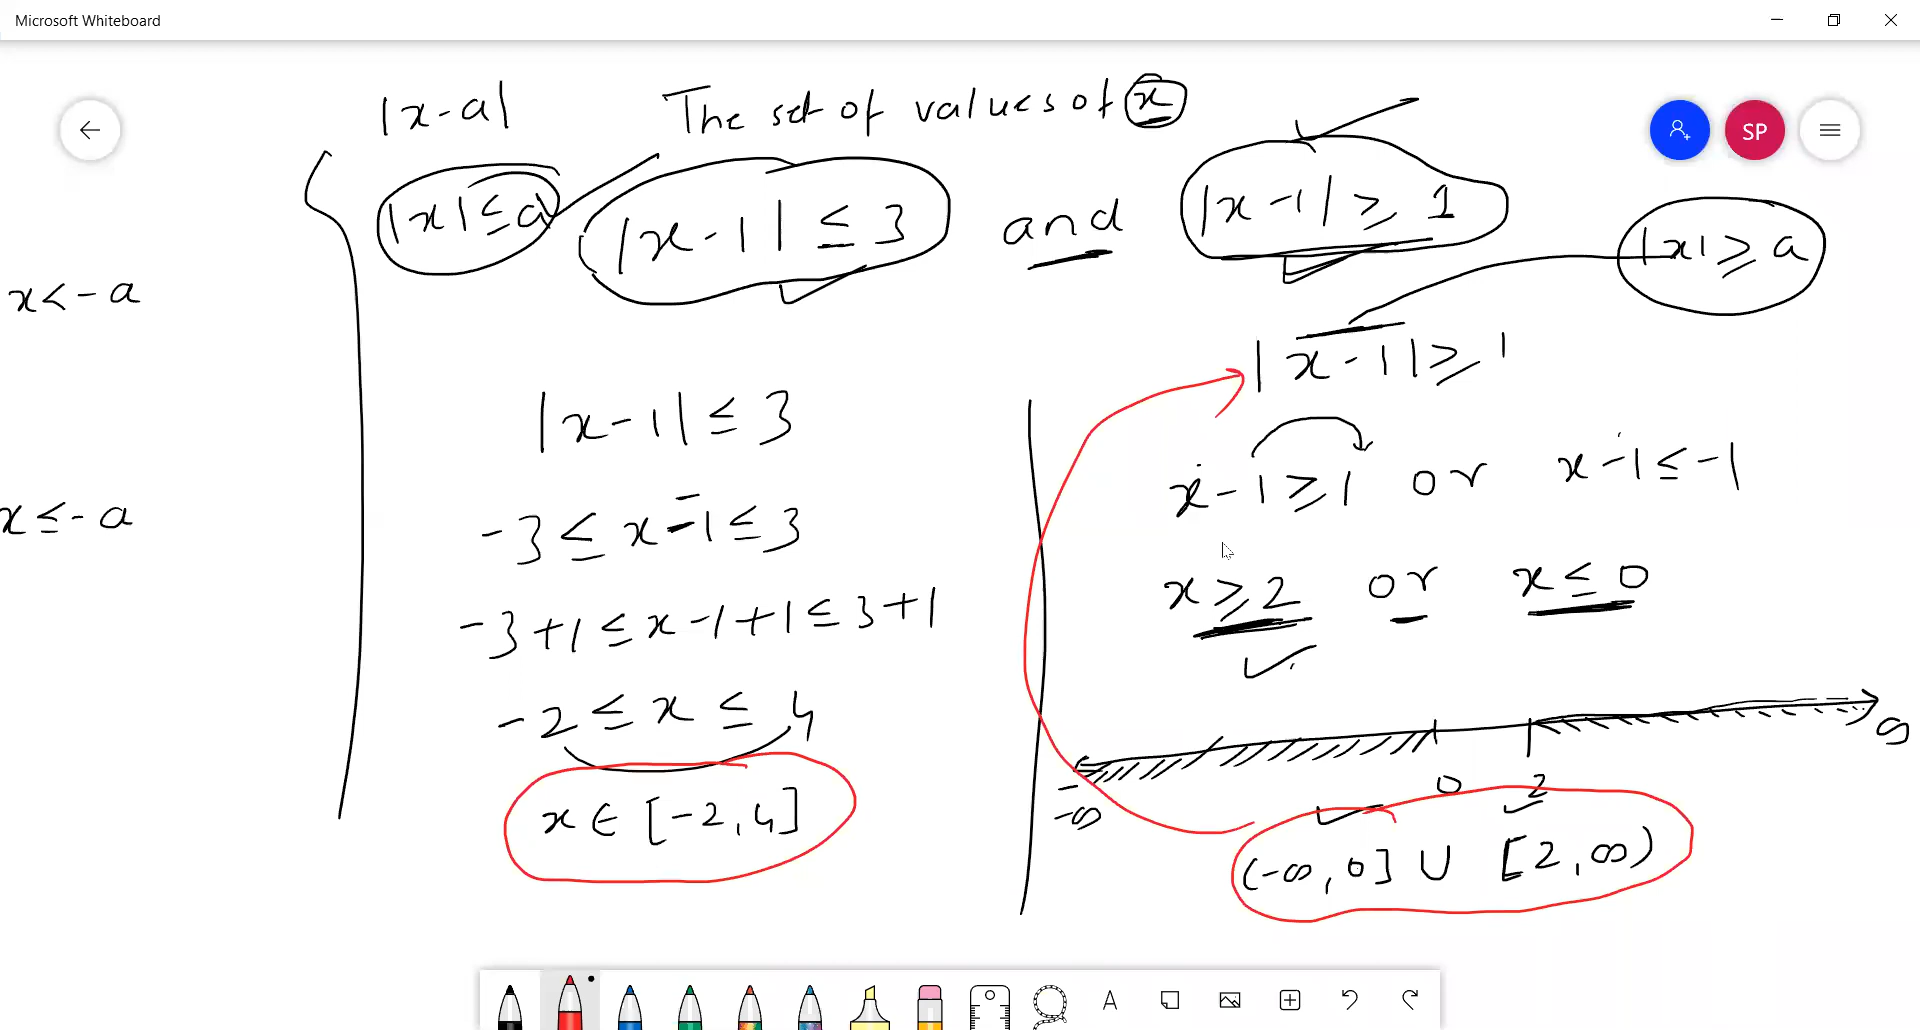 Microsoft Whiteboard
|x-a| The set of values of x
SP
|x| ≤ a |x-1| ≤ 3 and |x-1| ≥ 1
|x| ≥ a
x < -a
|x-1| ≥ 1
|x-1| ≤ 3
x-1 ≥ 1 or x-1 ≤ -1
x ≤ -a
-3 ≤ x-1 ≤ 3
x ≥ 2 or x ≤ 0
-3+1 ≤ x-1+1 ≤ 3+1
-2 ≤ x ≤ 4
-∞ 0 2 ∞
x ∈ [-2,4]
(-∞,0] ∪ [2,∞)
A